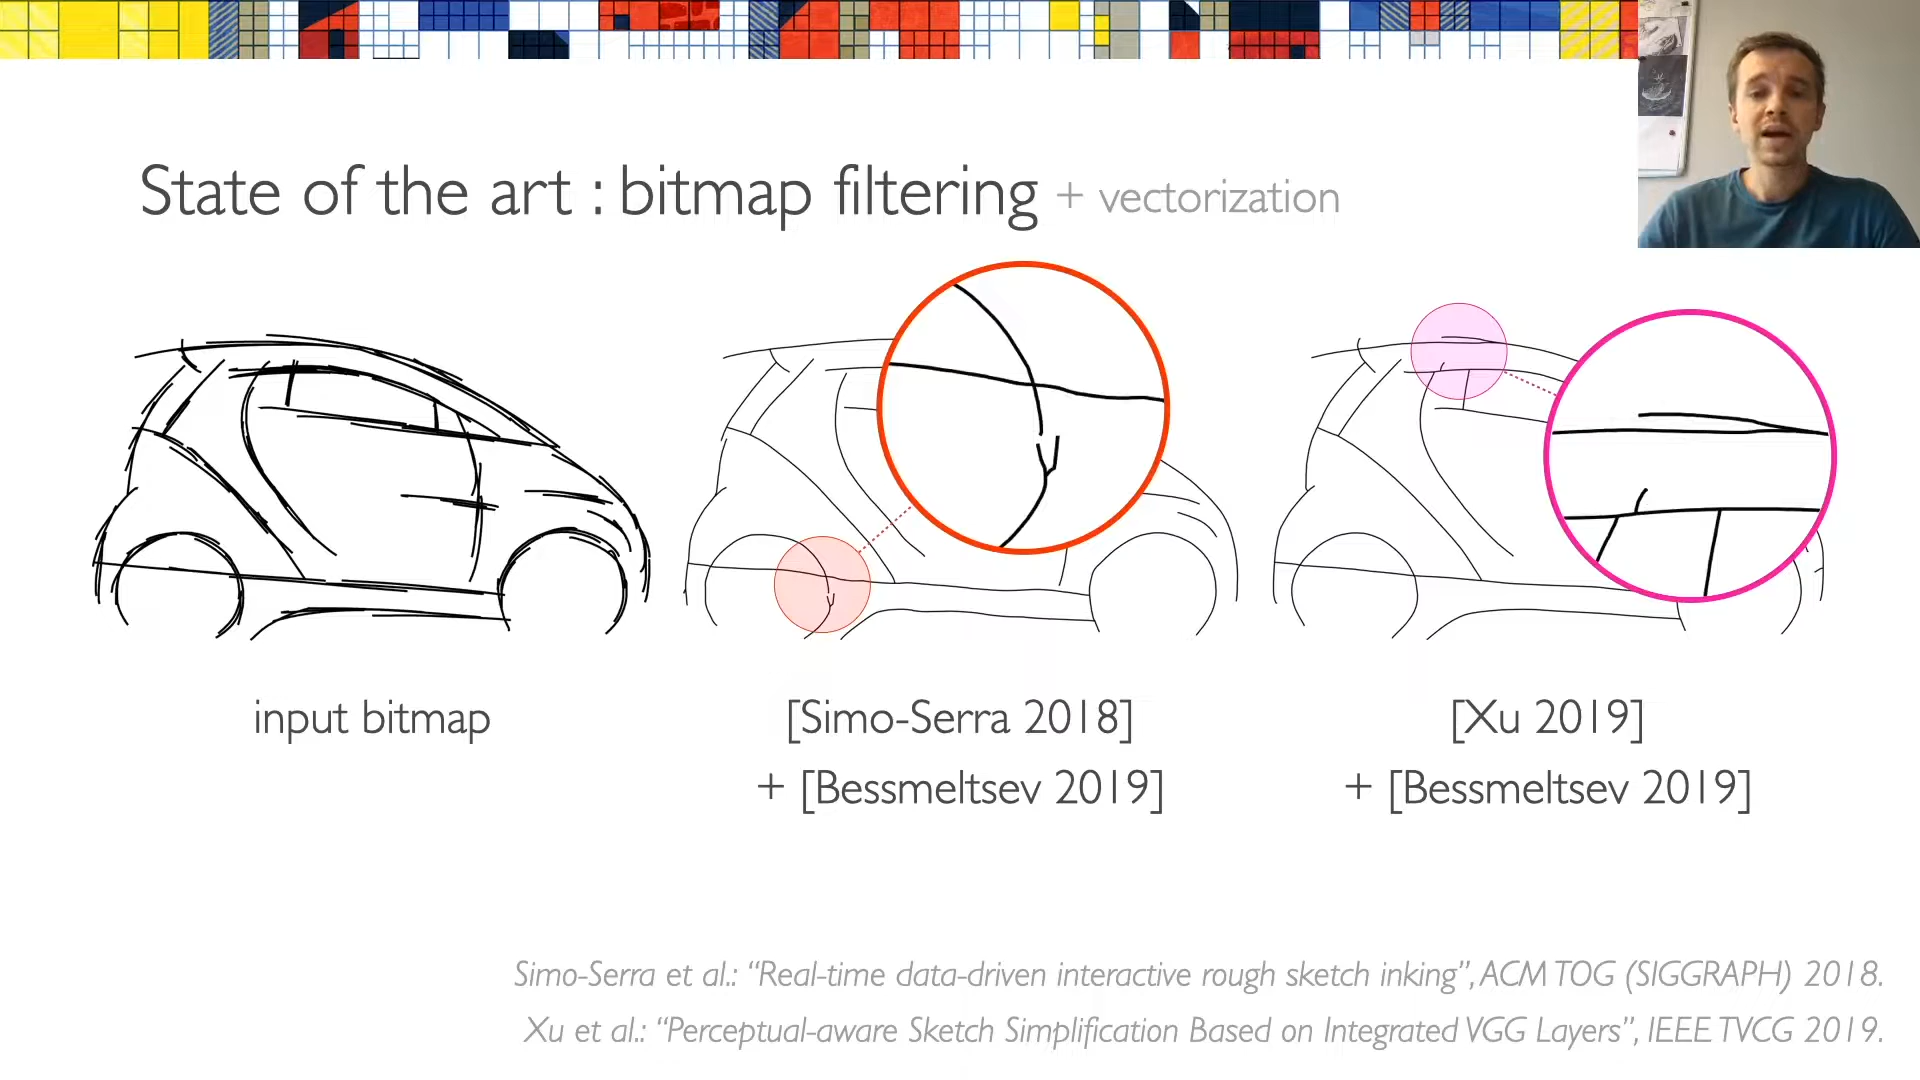 State of the art : bitmap filtering + vectorization
input bitmap
[Simo-Serra 2018]
+ [Bessmeltsev 2019]
[Xu 2019]
+ [Bessmeltsev 2019]
Simo-Serra et al.: “Real-time data-driven interactive rough sketch inking”, ACM TOG (SIGGRAPH) 2018.
Xu et al.: “Perceptual-aware Sketch Simplification Based on Integrated VGG Layers”, IEEE TVCG 2019.